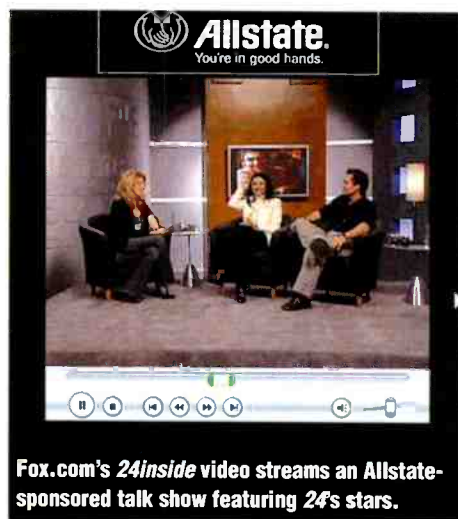 Allstate.
You're in good hands.
Fox.com's 24inside video streams an Allstate-
sponsored talk show featuring 24's stars.